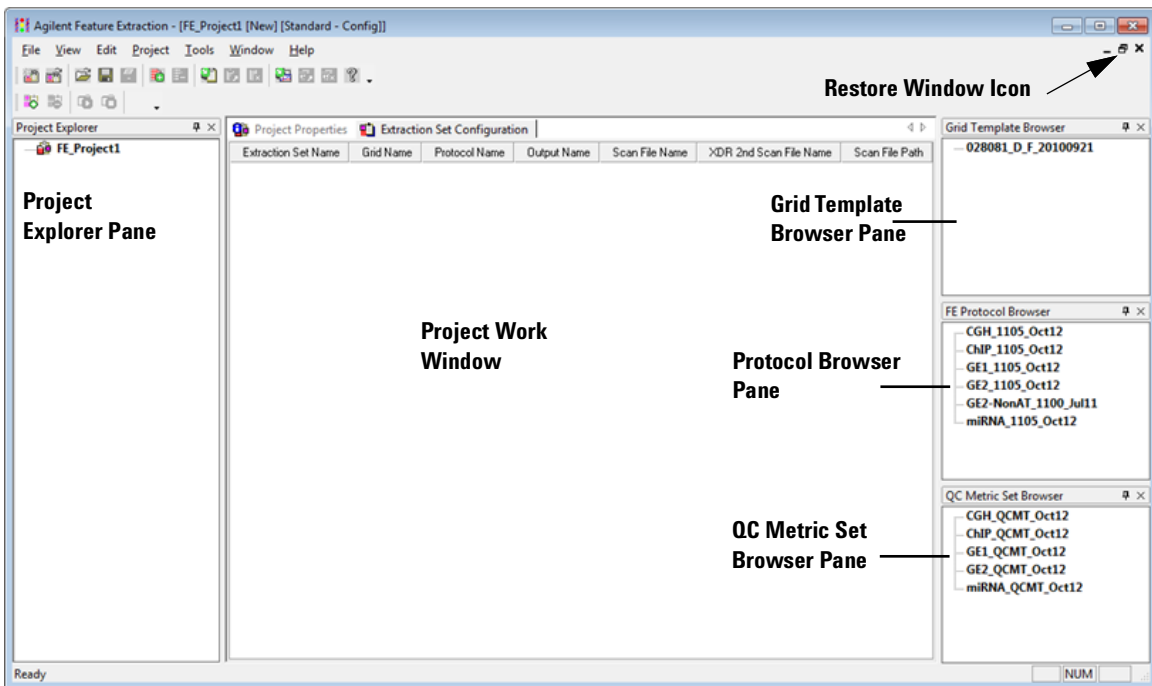 Agilent Feature Extraction - [FE_Project1 [New] [Standard - Config]]
File View Edit Project Tools Window Help
Restore Window Icon
Project Explorer
FE_Project1
Project
Explorer Pane
Project Properties Extraction Set Configuration
Extraction Set Name Grid Name Protocol Name Output Name Scan File Name XDR 2nd Scan File Name Scan File Path
Project Work
Window
Grid Template
Browser Pane
Protocol Browser
Pane
QC Metric Set
Browser Pane
Grid Template Browser
028081_D_F_20100921
FE Protocol Browser
CGH_1105_Oct12
ChIP_1105_Oct12
GE1_1105_Oct12
GE2_1105_Oct12
GE2-NonAT_1100_Jul11
miRNA_1105_Oct12
QC Metric Set Browser
CGH_QCMT_Oct12
ChIP_QCMT_Oct12
GE1_QCMT_Oct12
GE2_QCMT_Oct12
miRNA_QCMT_Oct12
Ready
NUM